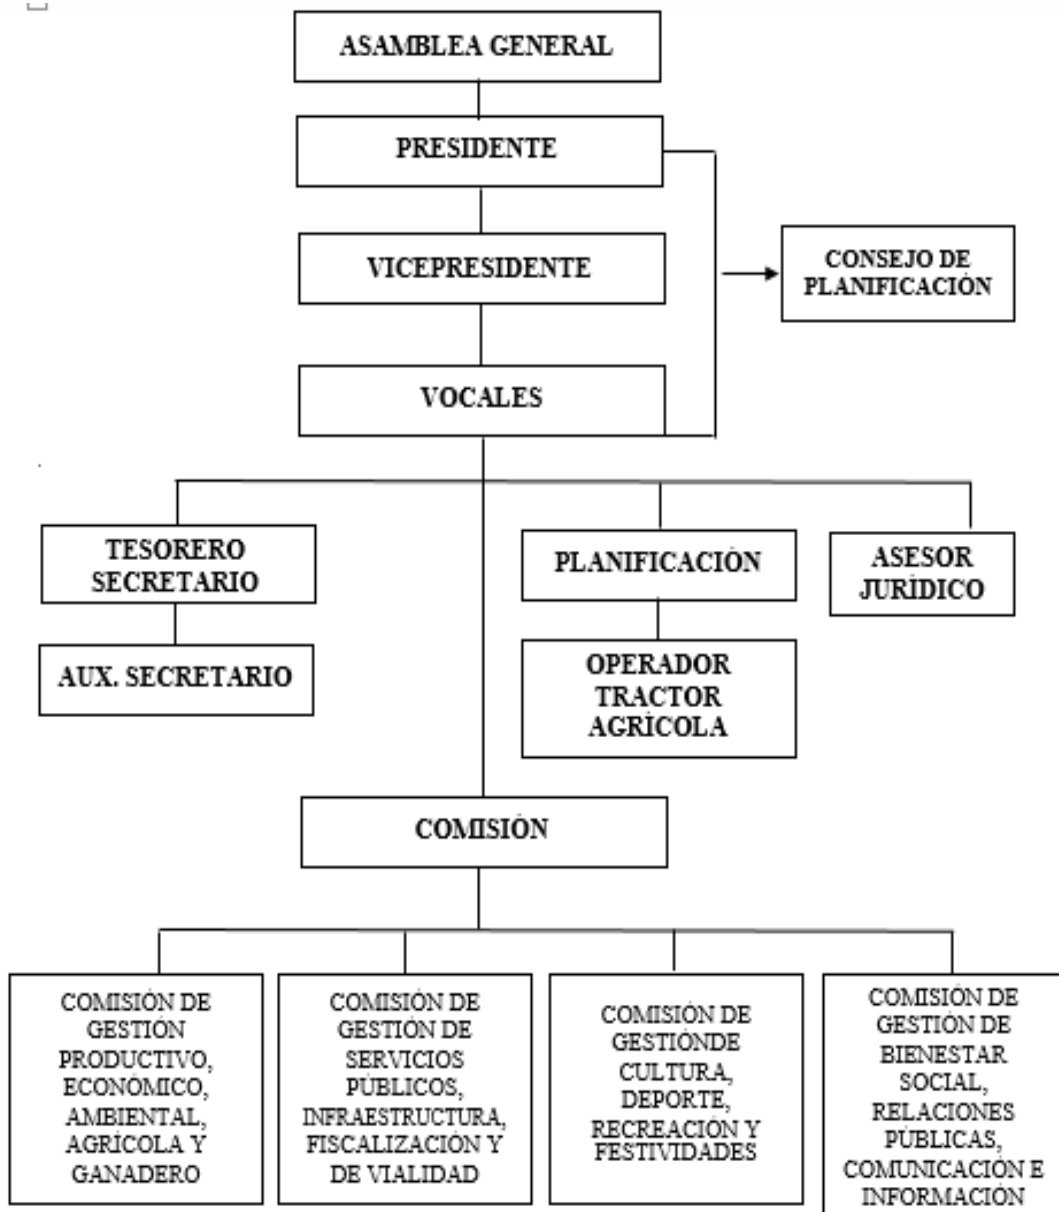 ASAMBLEA GENERAL
PRESIDENTE
VICEPRESIDENTE
CONSEJO DE
PLANIFICACIÓN
VOCALES
TESORERO
SECRETARIO
PLANIFICACIÓN
ASESOR
JURÍDICO
AUX. SECRETARIO
OPERADOR
TRACTOR
AGRÍCOLA
COMISIÓN
COMISIÓN DE
GESTIÓN
PRODUCTIVO,
ECONÓMICO,
AMBIENTAL,
AGRÍCOLA Y
GANADERO
COMISIÓN DE
GESTIÓN DE
SERVICIOS
PÚBLICOS,
INFRAESTRUCTURA,
FISCALIZACIÓN Y
DE VIALIDAD
COMISIÓN DE
GESTIÓNDE
CULTURA,
DEPORTE,
RECREACIÓN Y
FESTIVIDADES
COMISIÓN DE
GESTIÓN DE
BIENESTAR
SOCIAL,
RELACIONES
PÚBLICAS,
COMUNICACIÓN E
INFORMACIÓN